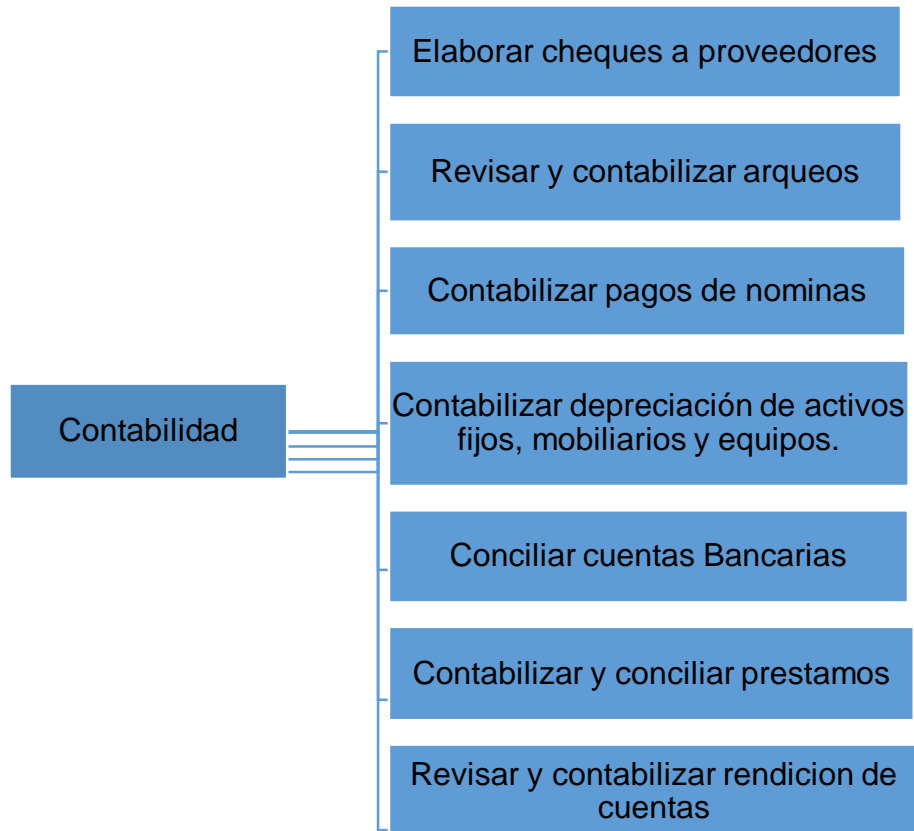 Elaborar cheques a proveedores
Revisar y contabilizar arqueos
Contabilizar pagos de nominas
Contabilidad
Contabilizar depreciación de activos
fijos, mobiliarios y equipos.
Conciliar cuentas Bancarias
Contabilizar y conciliar prestamos
Revisar y contabilizar rendicion de
cuentas